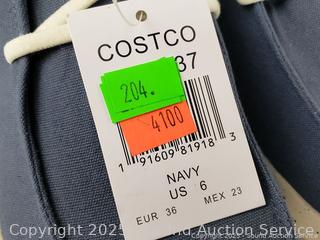 COSTCO
37
204.
4100
1 91609 81918 3
NAVY
US 6
EUR 36 MEX 23